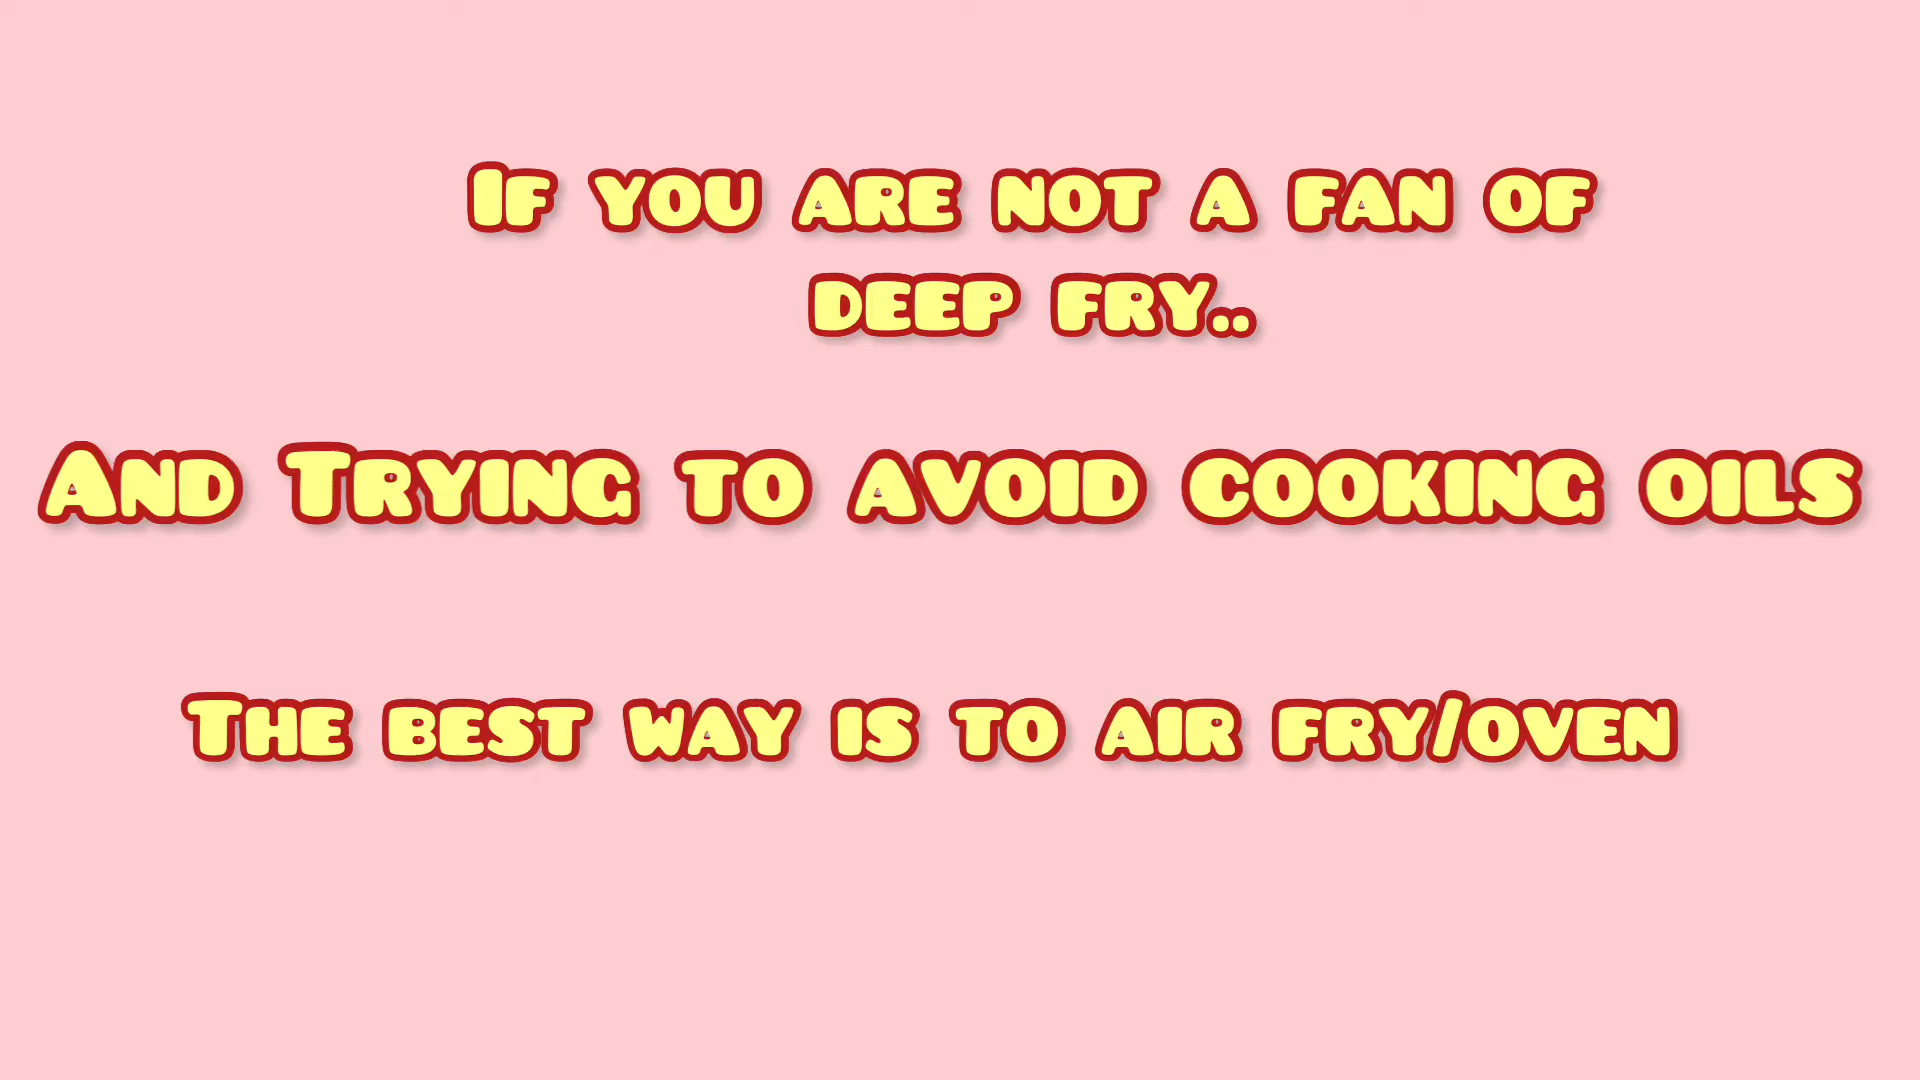 If you are not a fan of
deep fry..
And Trying to avoid cooking oils
The best way is to air fry/oven